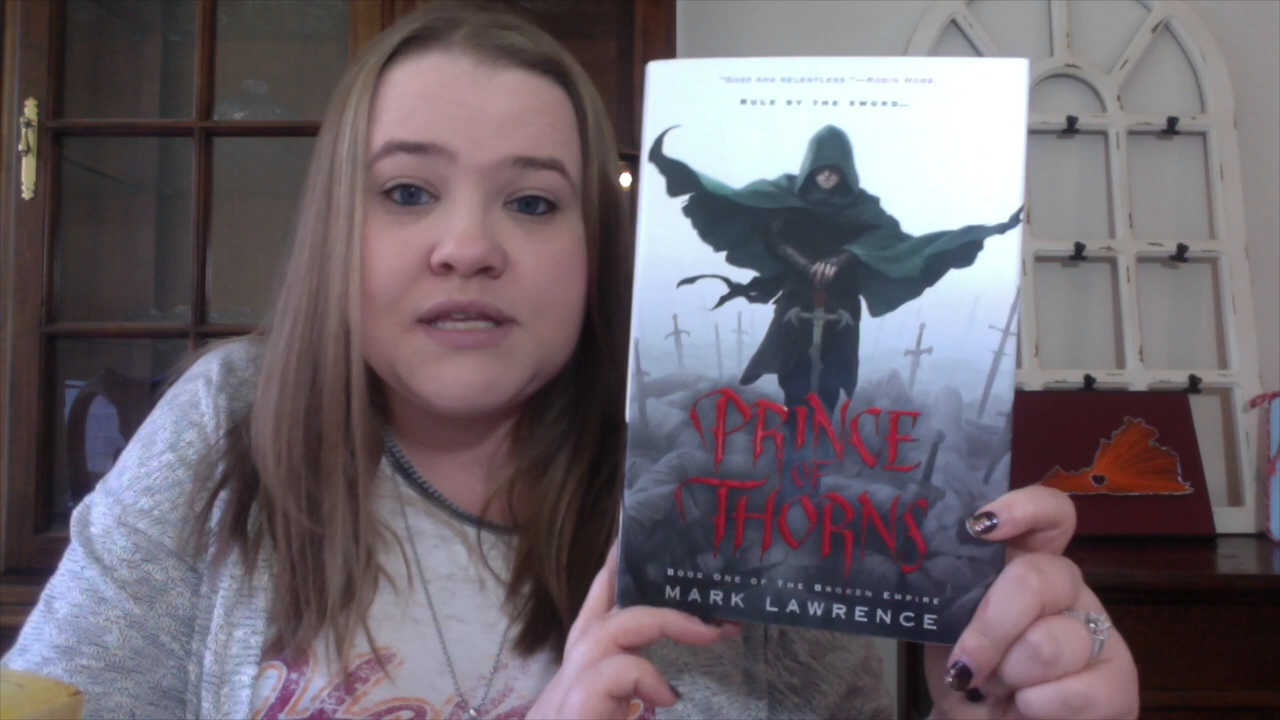 "DARK AND RELENTLESS."—ROBIN HOBB
RULE BY THE SWORD...
PRINCE
OF
THORNS
BOOK ONE OF THE BROKEN EMPIRE
MARK LAWRENCE